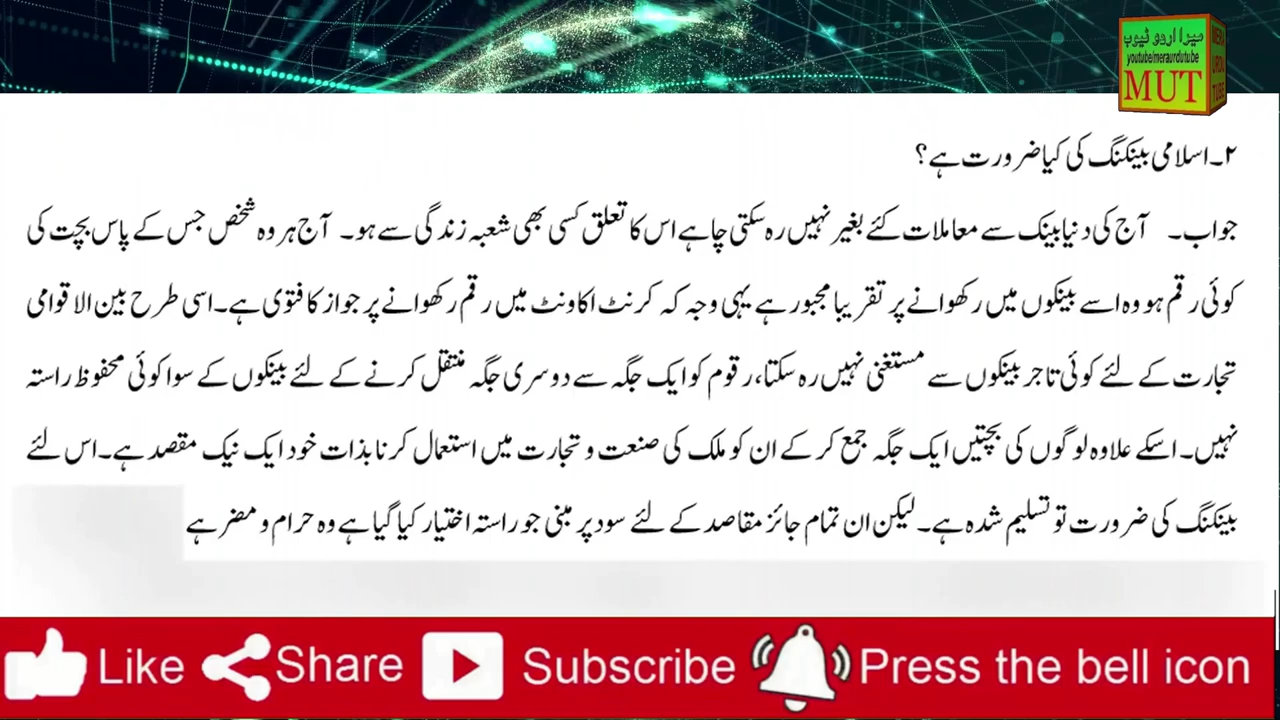 میرا اردو ٹیوب
youtube/meraurdutube
MUT
MERA URDU TUBE
۲۔اسلامی بینکنگ کی کیا ضرورت ہے؟
جواب۔ آج کی دنیا بینک سے معاملات کئے بغیر نہیں رہ سکتی چاہے اس کا تعلق کسی بھی شعبہ زندگی سے ہو۔ آج ہر وہ شخص جس کے پاس بچت کی
کوئی رقم ہو وہ اسے بینکوں میں رکھوانے پر تقریبا مجبور ہے یہی وجہ کہ کرنٹ اکاونٹ میں رقم رکھوانے پر جواز کا فتوی ہے۔اسی طرح بین الاقوامی
تجارت کے لئے کوئی تاجر بینکوں سے مستغنی نہیں رہ سکتا،رقوم کو ایک جگہ سے دوسری جگہ منتقل کرنے کے لئے بینکوں کے سوا کوئی محفوظ راستہ
نہیں۔اسکے علاوہ لوگوں کی بچتیں ایک جگہ جمع کر کے ان کو ملک کی صنعت و تجارت میں استعمال کرنا بذات خود ایک نیک مقصد ہے۔اس لئے
بینکنگ کی ضرورت تو تسلیم شدہ ہے۔لیکن ان تمام جائز مقاصد کے لئے سود پر مبنی جو راستہ اختیار کیا گیا ہے وہ حرام و مضر ہے
Like Share Subscribe Press the bell icon